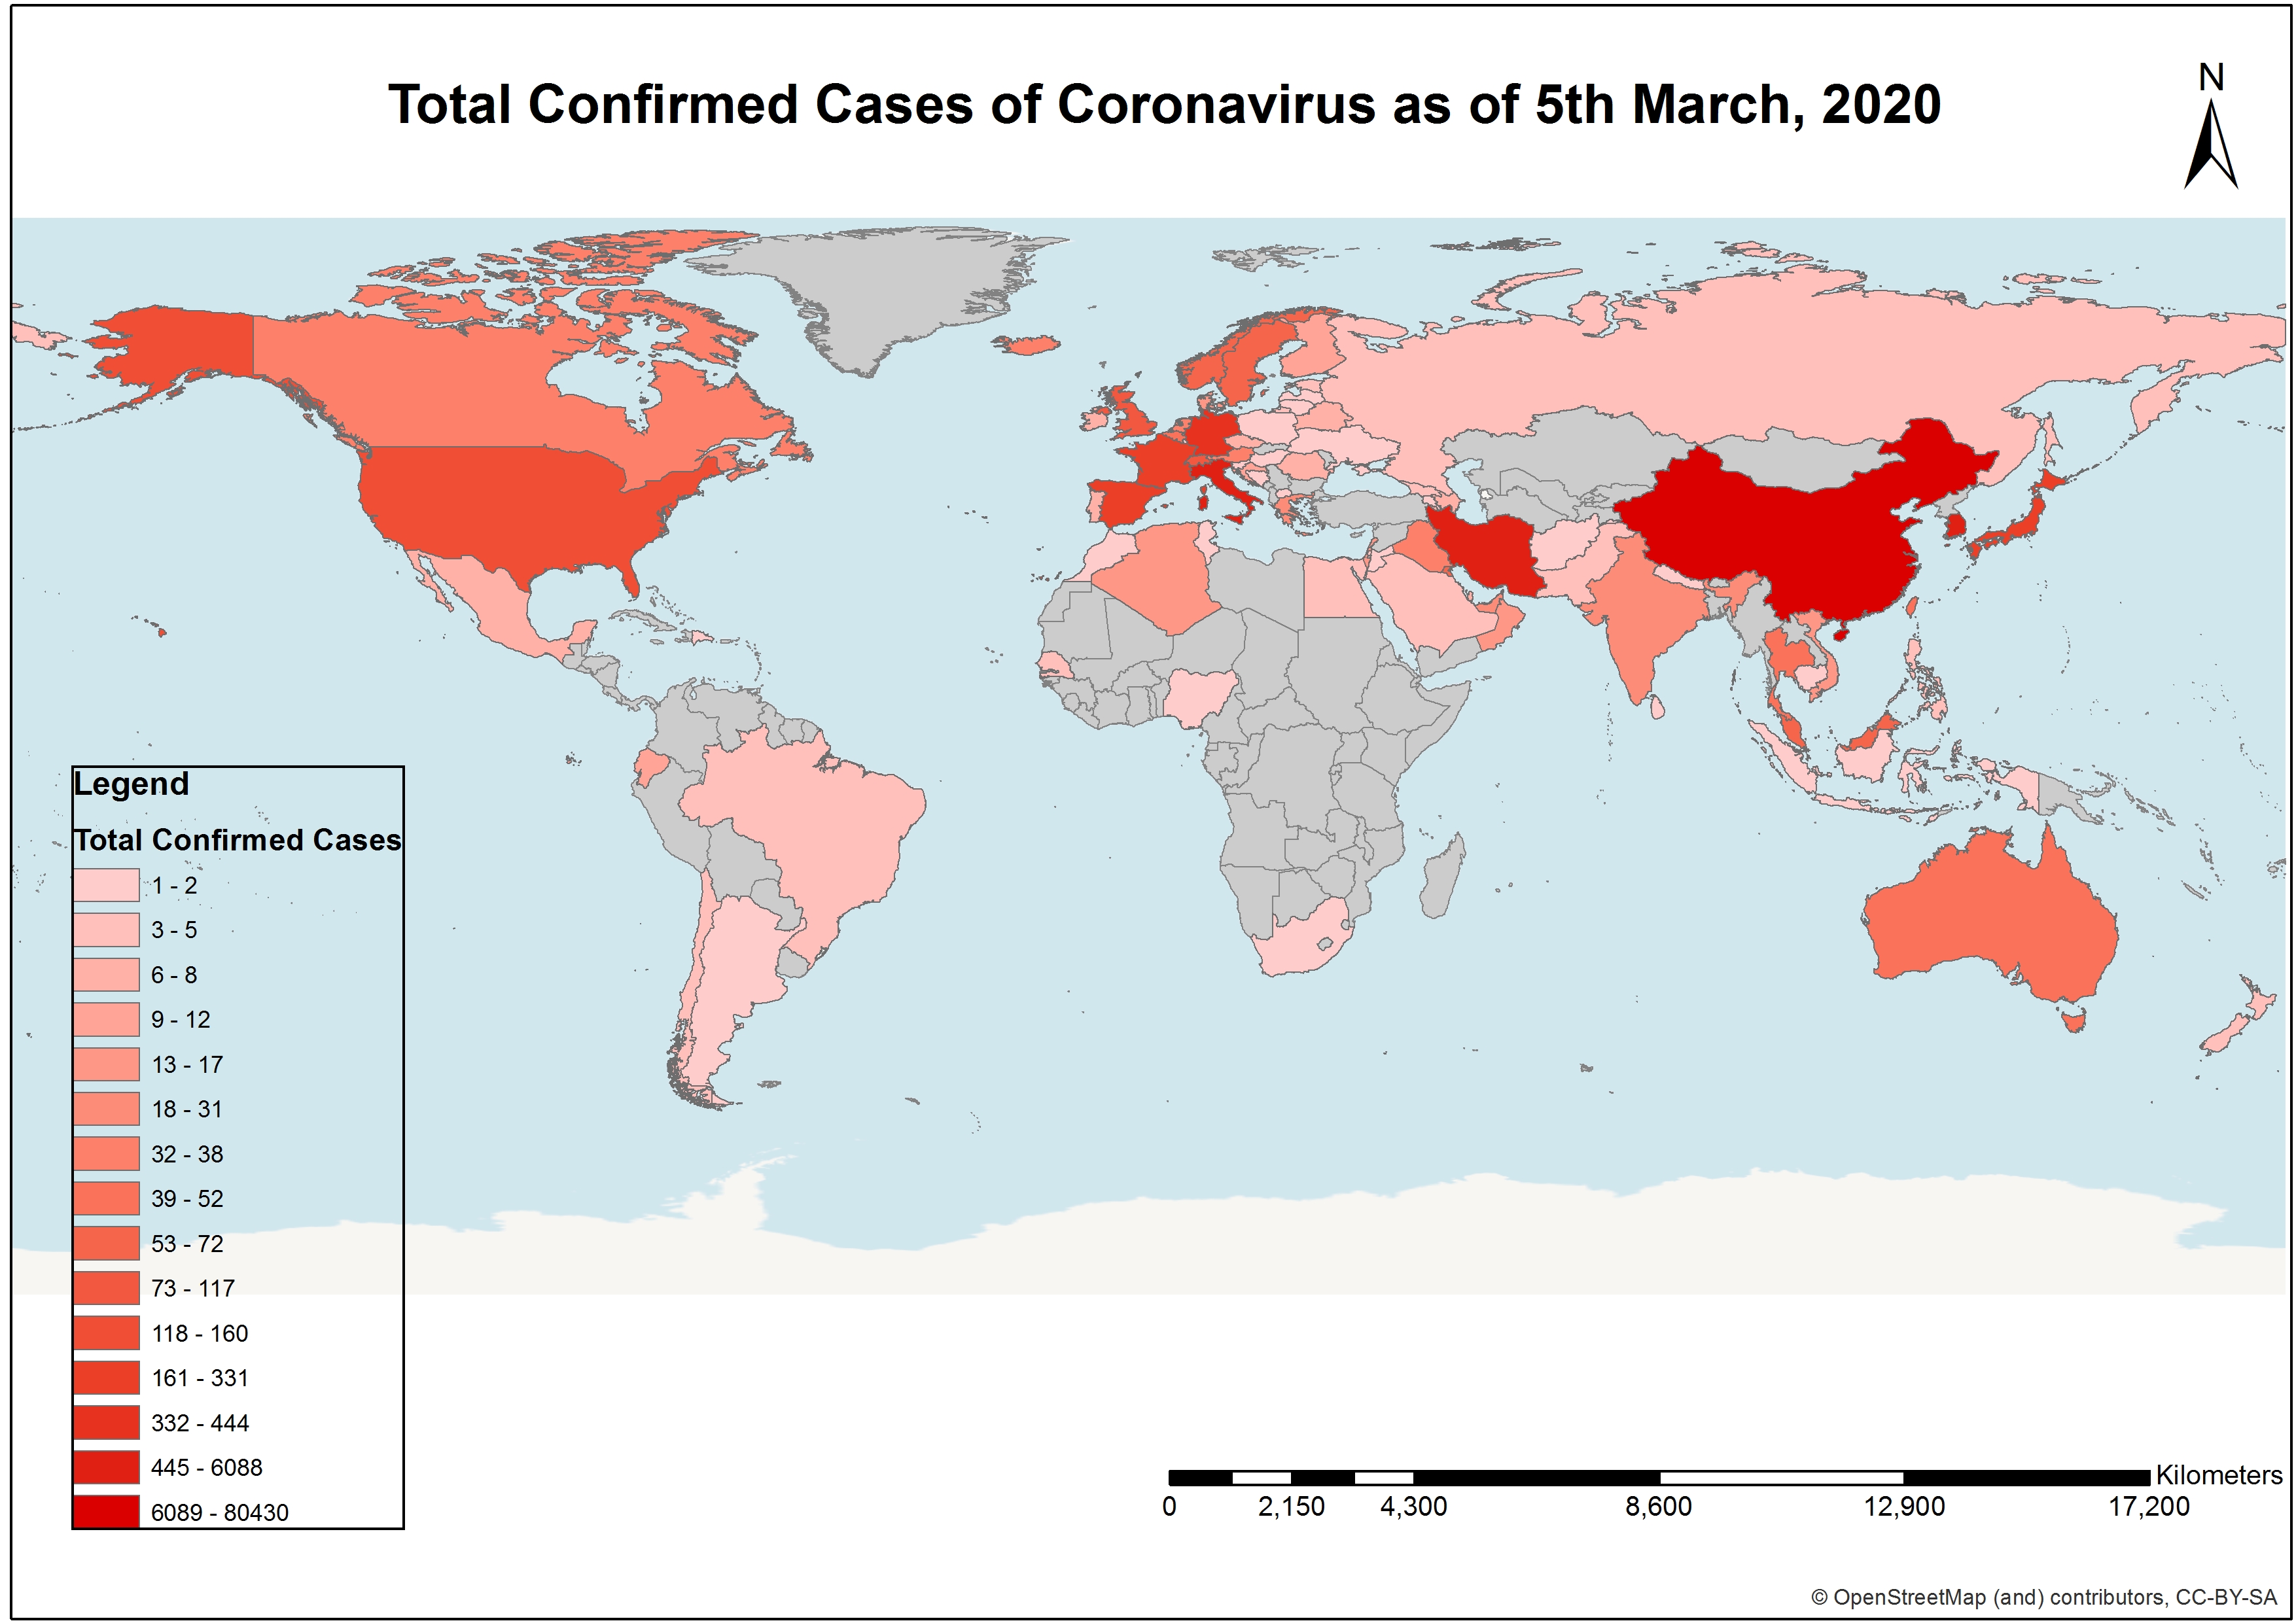 Total Confirmed Cases of Coronavirus as of 5th March, 2020
N
Legend
Total Confirmed Cases
1 - 2
3 - 5
6 - 8
9 - 12
13 - 17
18 - 31
32 - 38
39 - 52
53 - 72
73 - 117
118 - 160
161 - 331
332 - 444
445 - 6088
6089 - 80430
Kilometers
0 2,150 4,300 8,600 12,900 17,200
© OpenStreetMap (and) contributors, CC-BY-SA